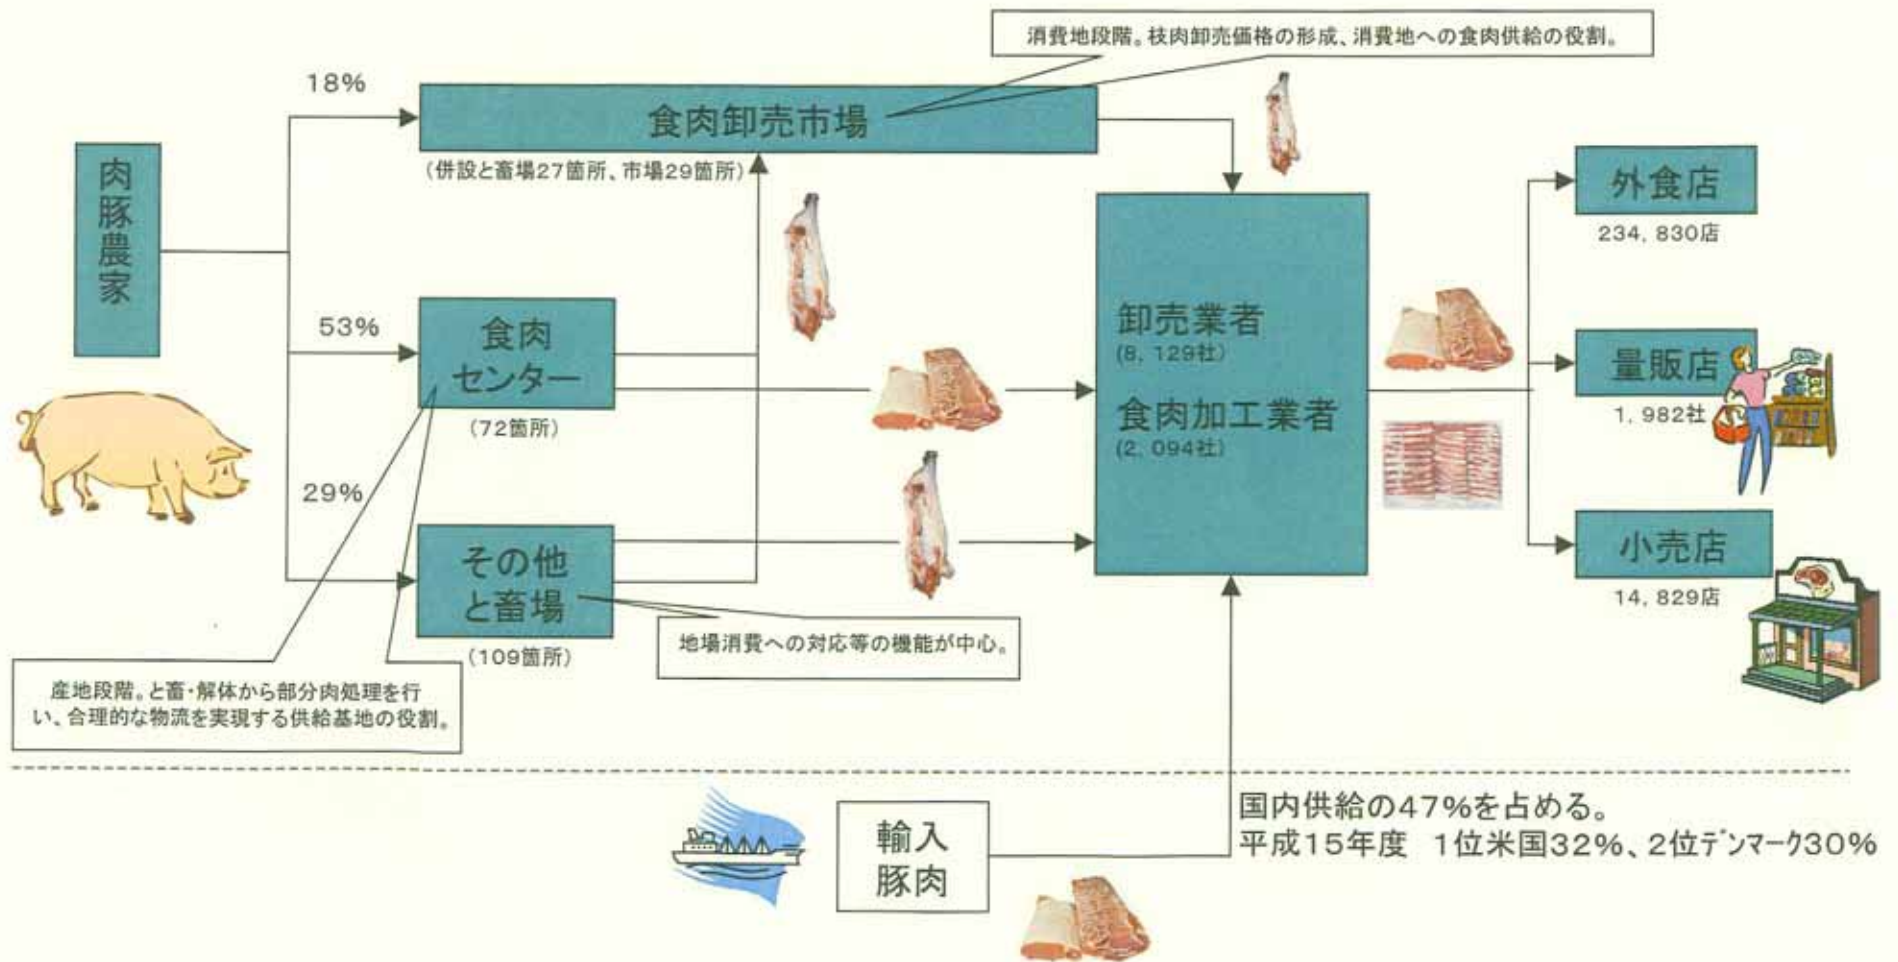 消費地段階。枝肉卸売価格の形成、消費地への食肉供給の役割。
18%
食肉卸売市場
(併設と畜場27箇所、市場29箇所)
肉豚農家
外食店
234，830店
53%
食肉
センター
(72箇所)
卸売業者
(8，129社)
食肉加工業者
(2，094社)
量販店
1，982社
29%
その他
と畜場
(109箇所)
小売店
14，829店
地場消費への対応等の機能が中心。
産地段階。と畜・解体から部分肉処理を行
い、合理的な物流を実現する供給基地の役割。
輸入
豚肉
国内供給の47%を占める。
平成15年度　1位米国32%、2位ﾃﾞﾝﾏｰｸ30%